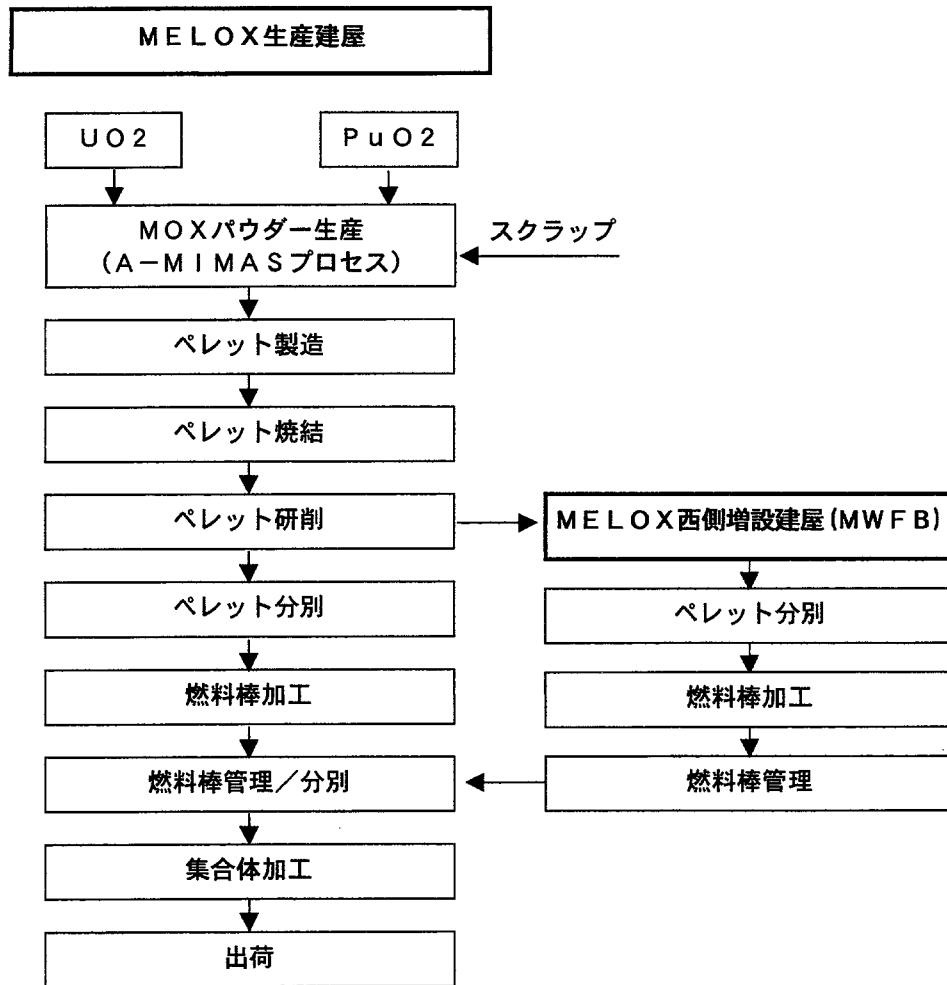 ＭＥＬＯＸ生産建屋
ＵＯ２
ＰｕＯ２
ＭＯＸパウダー生産
（Ａ－ＭＩＭＡＳプロセス）
スクラップ
ペレット製造
ペレット焼結
ペレット研削
ＭＥＬＯＸ西側増設建屋(ＭＷＦＢ)
ペレット分別
ペレット分別
燃料棒加工
燃料棒加工
燃料棒管理／分別
燃料棒管理
集合体加工
出荷